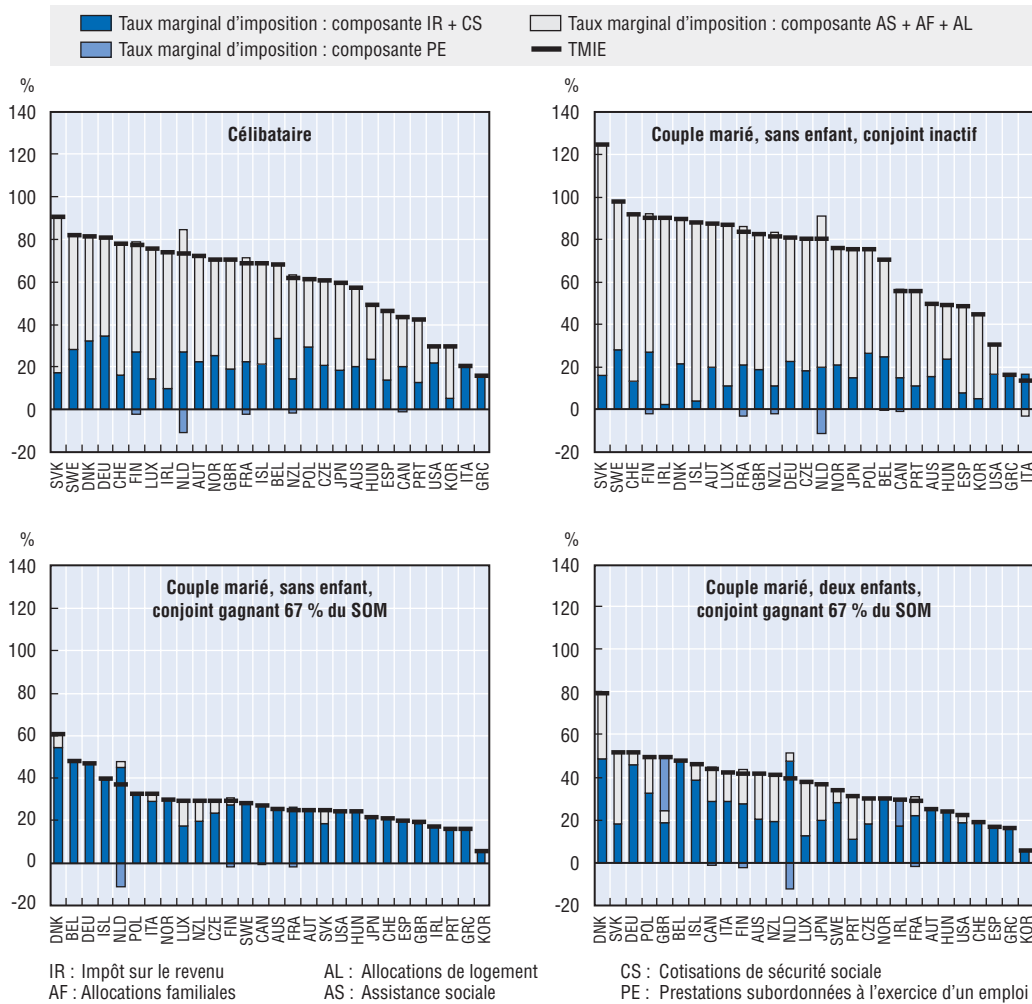 Taux marginal d'imposition : composante IR + CS
Taux marginal d'imposition : composante AS + AF + AL
Taux marginal d'imposition : composante PE
TMIE
%
140
120
100
80
60
40
20
0
-20
Célibataire
SVK SWE DNK DEU CHE FIN LUX IRL NLD AUT NOR GBR FRA ISL BEL NZL POL CZE JPN AUS HUN ESP CAN PRT USA KOR ITA GRC
%
140
120
100
80
60
40
20
0
-20
Couple marié, sans enfant, conjoint inactif
SVK SWE CHE FIN IRL DNK ISL AUT LUX FRA GBR NZL DEU CZE NLD NOR JPN POL BEL CAN PRT AUS HUN ESP KOR USA GRC ITA
%
140
120
100
80
60
40
20
0
-20
Couple marié, sans enfant,
conjoint gagnant 67 % du SOM
DNK BEL DEU ISL NLD POL ITA NOR LUX NZL CZE FIN SWE CAN AUS FRA AUT SVK USA HUN JPN CHE ESP GBR IRL PRT GRC KOR
%
140
120
100
80
60
40
20
0
-20
Couple marié, deux enfants,
conjoint gagnant 67 % du SOM
DNK SVK DEU POL GBR BEL ISL CAN ITA FIN AUS NZL NLD LUX JPN SWE PRT CZE NOR IRL FRA AUT HUN USA CHE ESP GRC KOR
IR : Impôt sur le revenu
AL : Allocations de logement
CS : Cotisations de sécurité sociale
AF : Allocations familiales
AS : Assistance sociale
PE : Prestations subordonnées à l'exercice d'un emploi